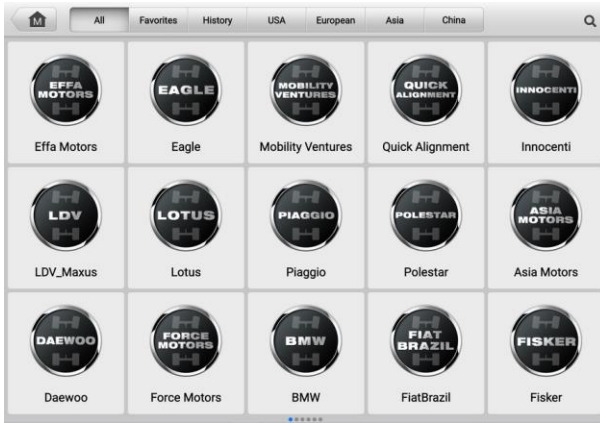 M
All
Favorites
History
USA
European
Asia
China
EFFA
MOTORS
EAGLE
MOBILITY
VENTURES
QUICK
ALIGNMENT
INNOCENTI
Effa Motors
Eagle
Mobility Ventures
Quick Alignment
Innocenti
LDV
LOTUS
PIAGGIO
POLESTAR
ASIA
MOTORS
LDV_Maxus
Lotus
Piaggio
Polestar
Asia Motors
DAEWOO
FORCE
MOTORS
BMW
FIAT
BRAZIL
FISKER
Daewoo
Force Motors
BMW
FiatBrazil
Fisker